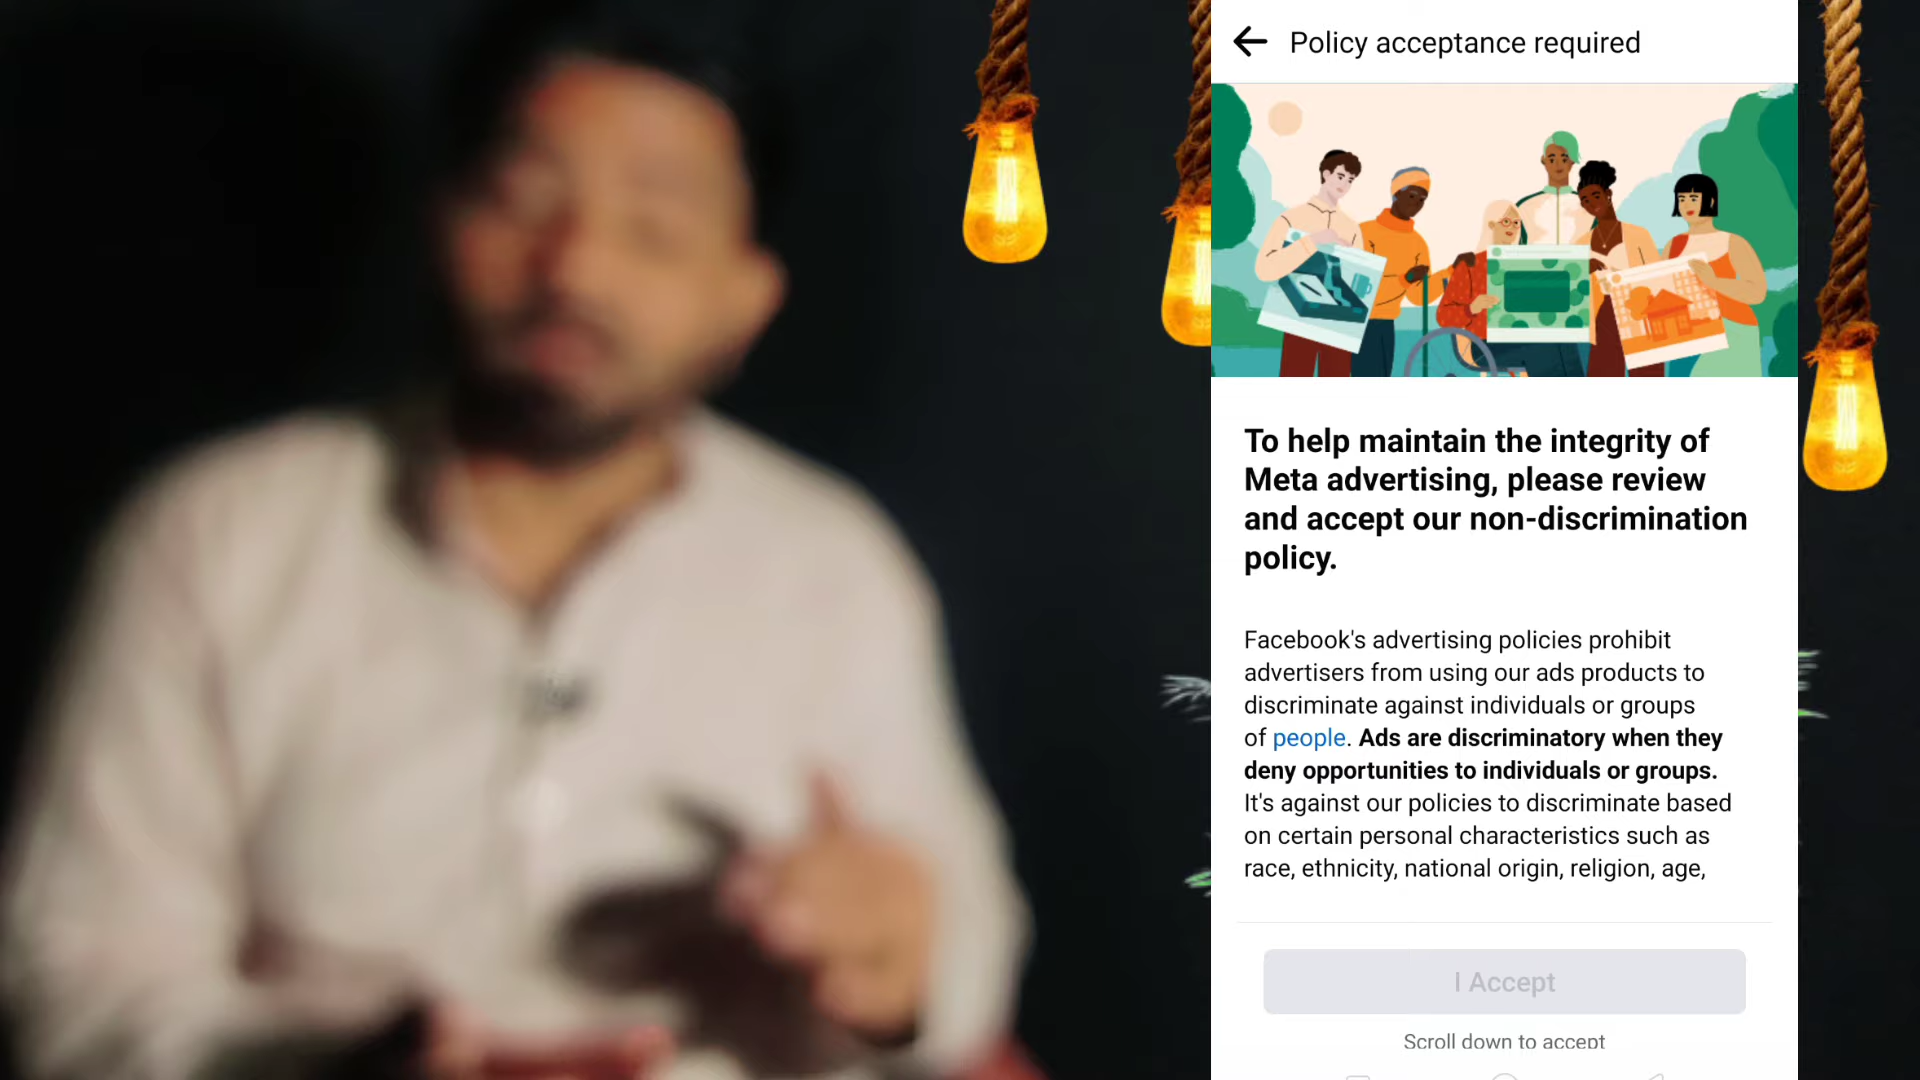 Policy acceptance required
To help maintain the integrity of
Meta advertising, please review
and accept our non-discrimination
policy.
Facebook's advertising policies prohibit
advertisers from using our ads products to
discriminate against individuals or groups
of people. Ads are discriminatory when they
deny opportunities to individuals or groups.
It's against our policies to discriminate based
on certain personal characteristics such as
race, ethnicity, national origin, religion, age,
I Accept
Scroll down to accept